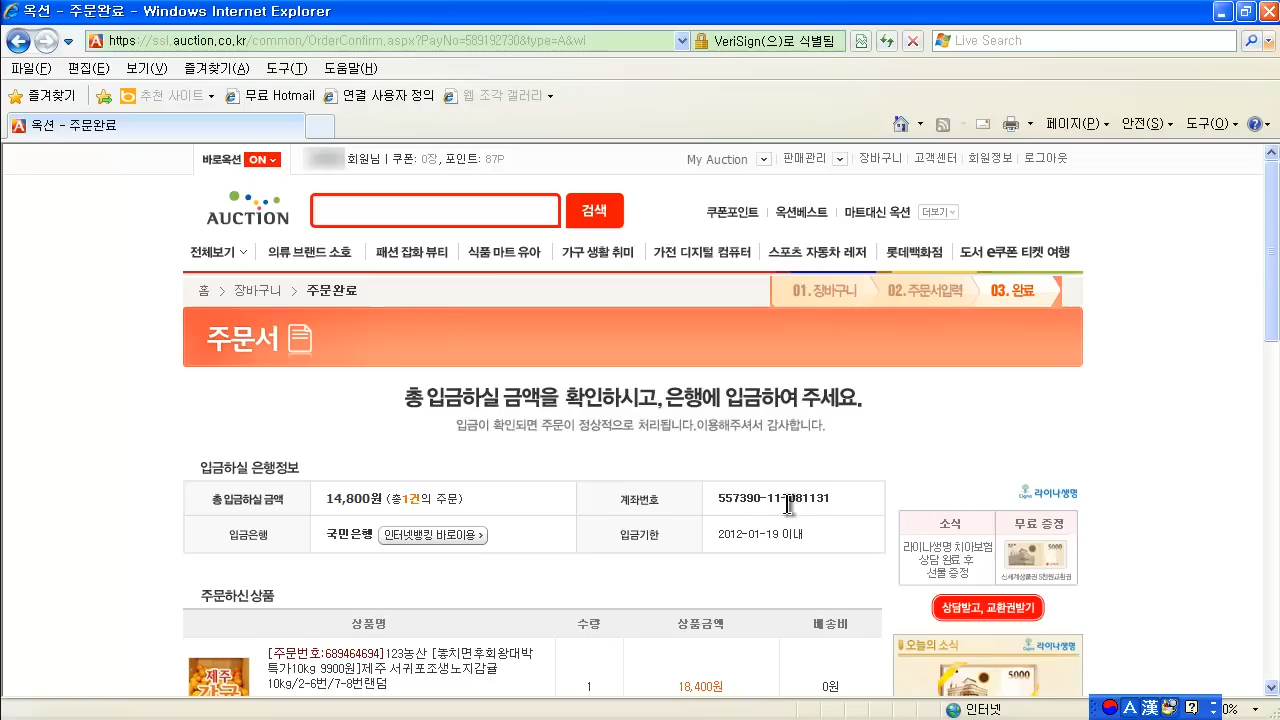 옥션 - 주문완료 - Windows Internet Explorer
https://ssl.auction.co.kr/common/OrderConfirm.aspx?PayNo=589192730&type=A&wi
VeriSign(으)로 식별됨
Live Search
파일(F) 편집(E) 보기(V) 즐겨찾기(A) 도구(T) 도움말(H)
즐겨찾기 추천 사이트 무료 Hotmail 연결 사용자 정의 웹 조각 갤러리
옥션 - 주문완료
페이지(P) 안전(S) 도구(O)
바로옥션 ON 회원님 | 쿠폰: 0장, 포인트: 87P
My Auction 판매관리 장바구니 고객센터 회원정보 로그아웃
AUCTION
검색
쿠폰포인트 옥션베스트 마트대신 옥션 더보기
전체보기 의류 브랜드 소호 패션 잡화 뷰티 식품 마트 유아 가구 생활 취미 가전 디지털 컴퓨터 스포츠 자동차 레저 롯데백화점 도서 e쿠폰 티켓 여행
홈 > 장바구니 > 주문완료
01. 장바구니 02. 주문서입력 03. 완료
주문서
총 입금하실 금액을 확인하시고, 은행에 입금하여 주세요.
입금이 확인되면 주문이 정상적으로 처리됩니다.이용해주셔서 감사합니다.
입금하실 은행정보
총 입금하실 금액 14,800원 (총1건의 주문) 계좌번호
입금은행 국민은행 인터넷뱅킹 바로이용 > 입금기한 2012-01-19 이내
Cigna 라이나생명
소식 무료 증정
라이나생명 치아보험
상담 완료 후
선물 증정
5000
신세계상품권 5천원교환권
상담받고, 교환권받기
오늘의 소식 Cigna 라이나생명
5000
주문하신 상품
상품명 수량 상품금액 배송비
제주
[주문번호 123농산 [뭉치면후회왕대박
특가10kg 9900원]제주 서귀포조생노지감귤
10kg/2-6번/7-8번랜덤
1 18,400원 0원
인터넷
A 漢
0%